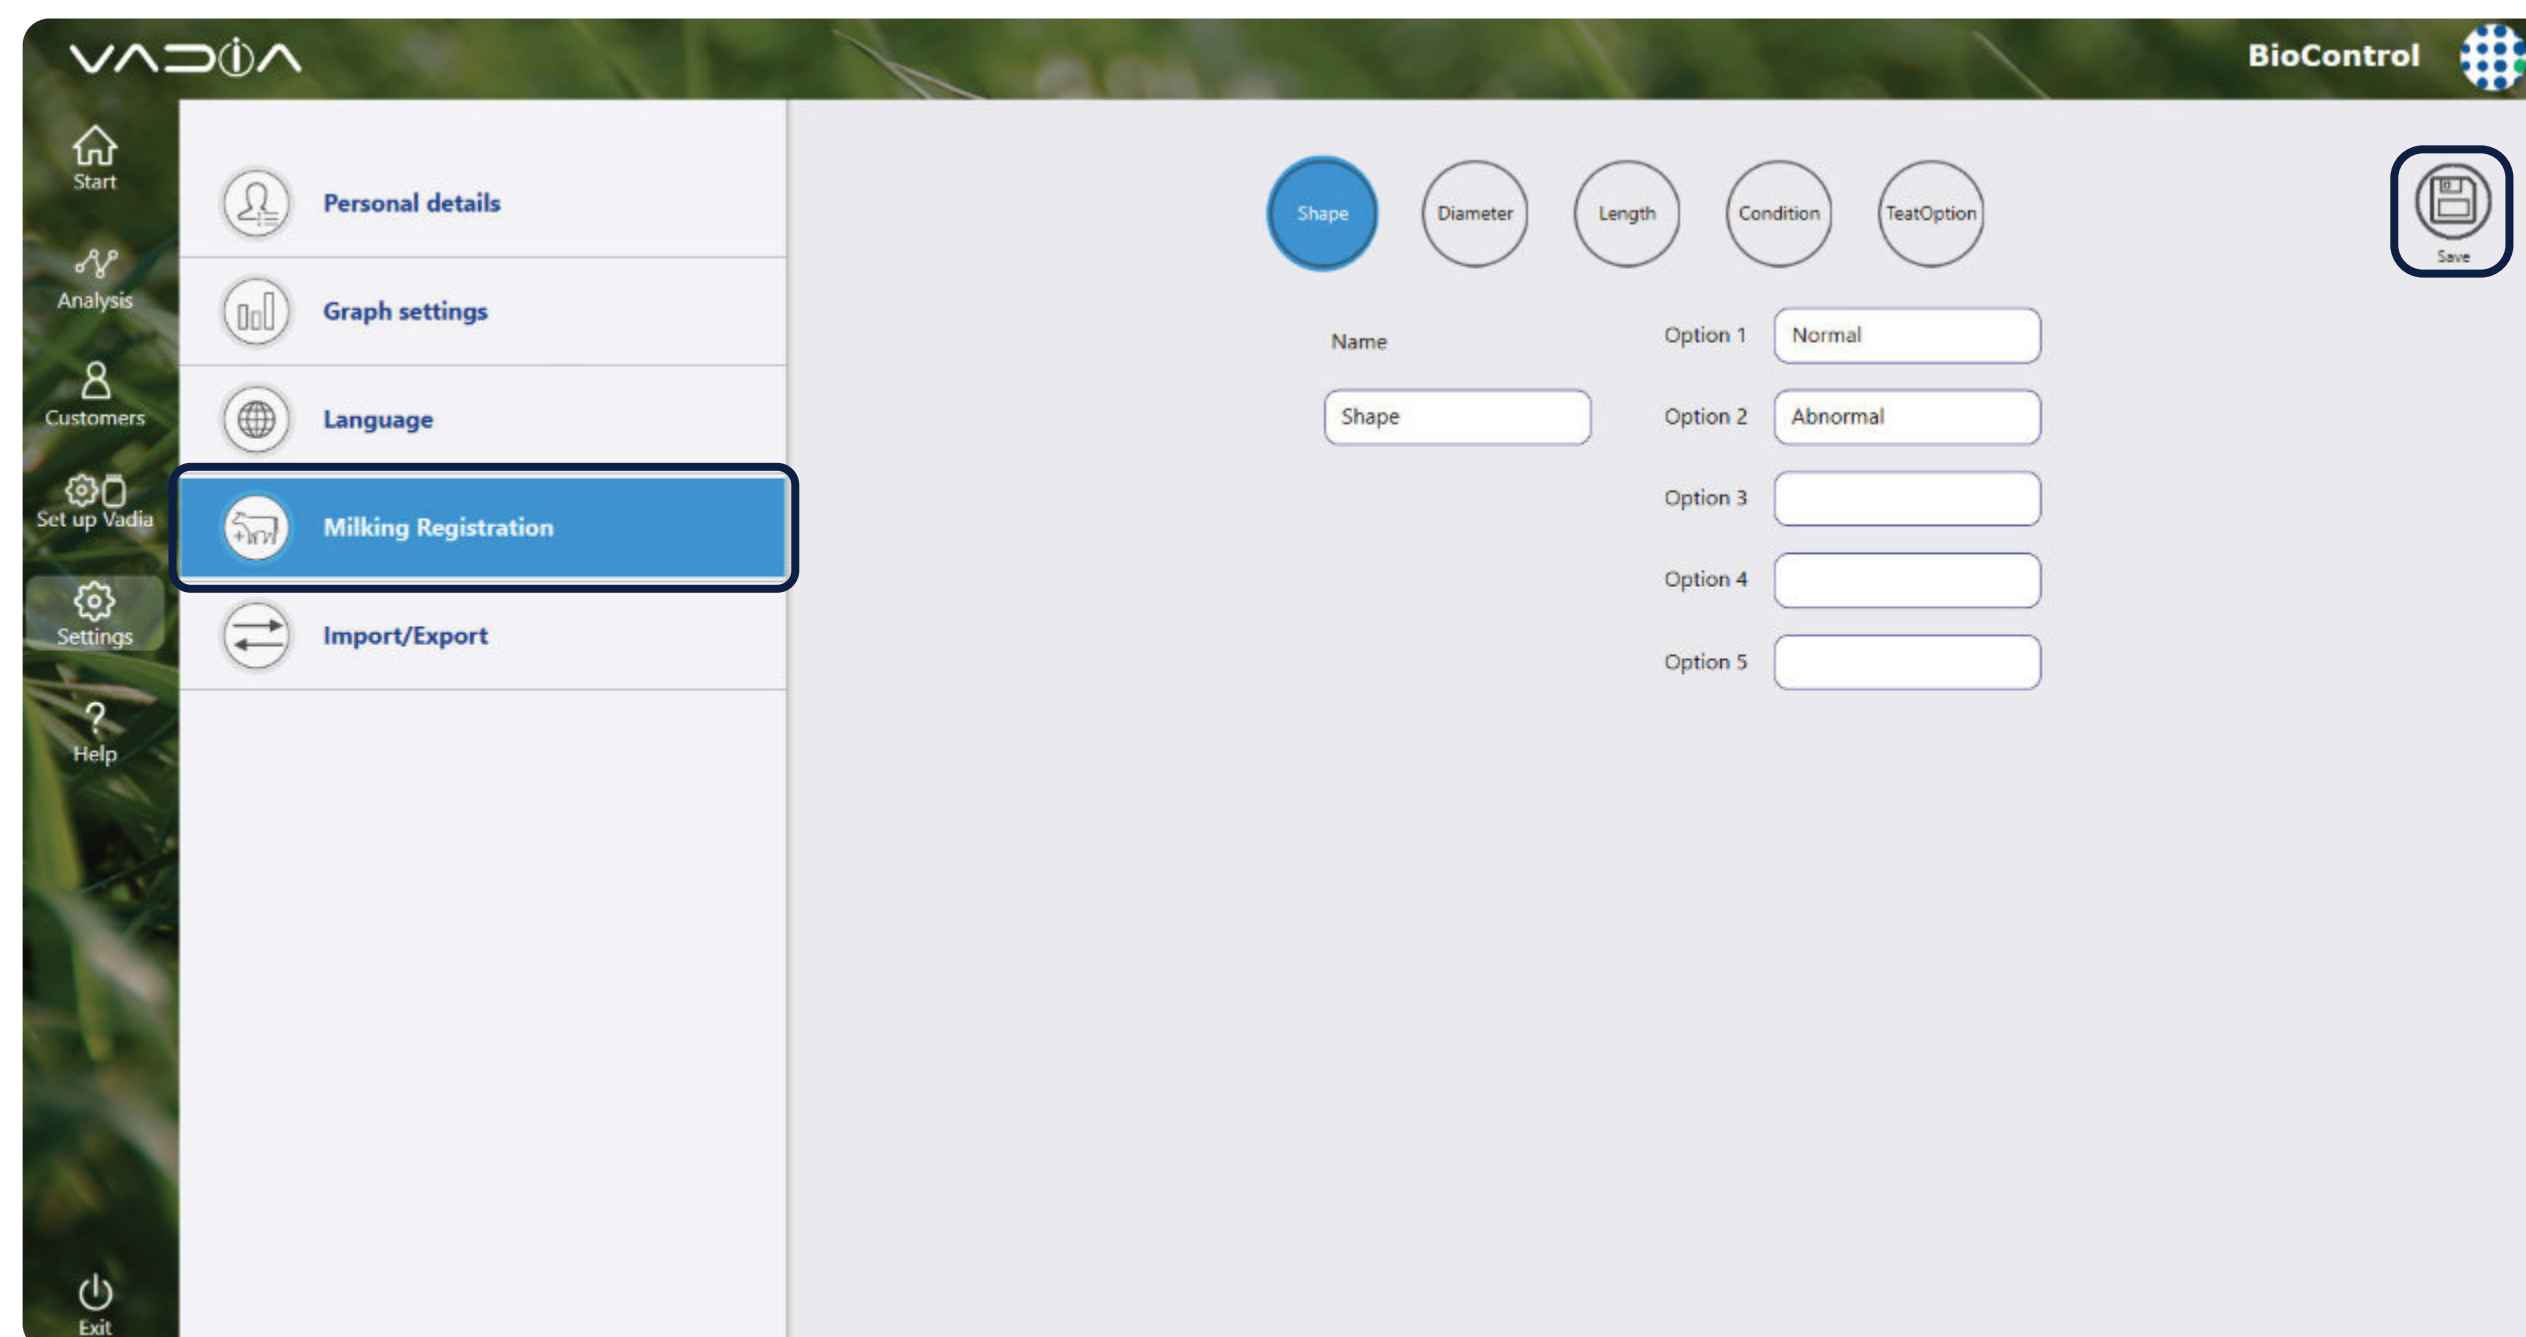 VADIA
BioControl
Start
Analysis
Customers
Set up Vadia
Settings
Help
Exit
Personal details
Graph settings
Language
Milking Registration
Import/Export
Shape
Diameter
Length
Condition
TeatOption
Save
Name
Shape
Option 1
Normal
Option 2
Abnormal
Option 3
Option 4
Option 5